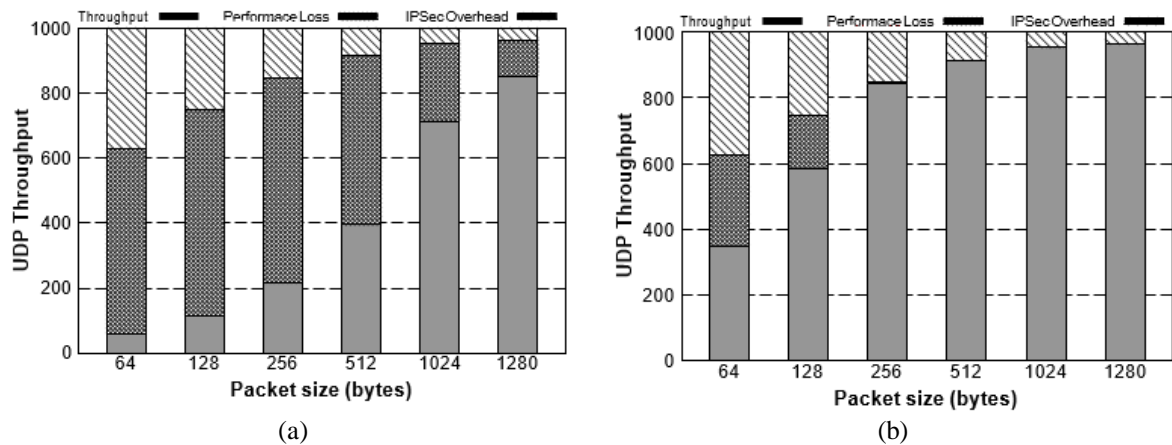 Throughput Performace Loss IPSec Overhead
1000
800
600
400
200
0
64 128 256 512 1024 1280
UDP Throughput
Packet size (bytes)
(a)
Throughput Performace Loss IPSec Overhead
1000
800
600
400
200
0
64 128 256 512 1024 1280
UDP Throughput
Packet size (bytes)
(b)